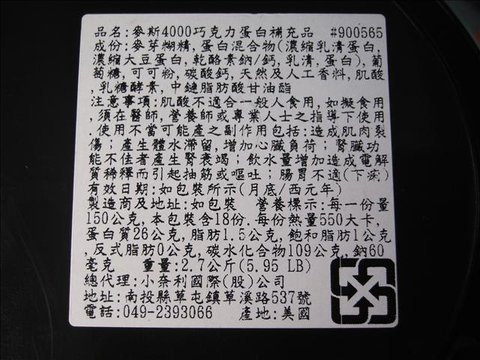 品名:麥斯4000巧克力蛋白補充品 #900565
成份:麥芽糊精,蛋白混合物(濃縮乳清蛋白,
濃縮大豆蛋白,乾酪素鈉/鈣,乳清,蛋白),葡
萄糖,可可粉,碳酸鈣,天然及人工香料,肌酸
,乳糖酵素,中鏈脂肪酸甘油酯
注意事項:肌酸不適合一般人食用,如擬食用
,須在醫師,營養師或專業人士之指導下使用
.使用不當可能產之副作用包括:造成肌肉裂
傷;產生體水滯留,增加心臟負荷;腎臟功
能不佳者產生腎衰竭;飲水量增加造成電解
質稀釋而引起抽筋或嘔吐;腸胃不適(下痢)
有效日期:如包裝所示(月底/西元年)
製造商及地址:如包裝 營養標示:每一份量
150公克,本包裝含18份.每份熱量550大卡,
蛋白質26公克,脂肪1.5公克,飽和脂肪1公克
,反式脂肪0公克,碳水化合物109公克,鈉60
毫克 重量:2.7公斤(5.95 LB)
總代理:小奈利國際(股)公司
地址:南投縣草屯鎮草溪路537號
電話:049-2393066 產地:美國